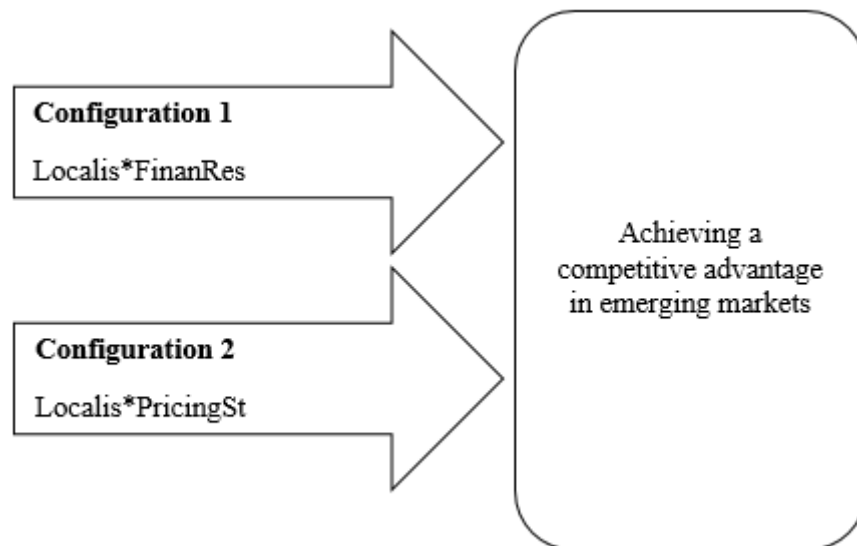 Configuration 1
Localis*FinanRes
Achieving a
competitive advantage
in emerging markets
Configuration 2
Localis*PricingSt